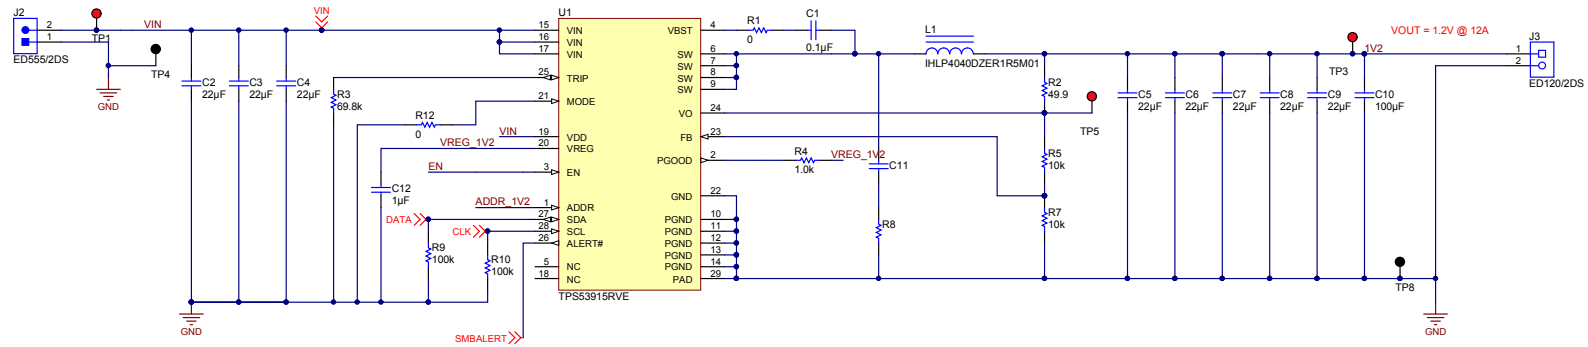 J2
2
1
ED555/2DS
TP1
VIN
TP4
GND
VIN
C2
22µF
C3
22µF
C4
22µF
GND
R3
69.8k
R12
0
VIN
VREG_1V2
C12
1µF
EN
ADDR_1V2
DATA
CLK
R9
100k
R10
100k
SMBALERT
U1
15 VIN
16 VIN
17 VIN
25 TRIP
21 MODE
19 VDD
20 VREG
3 EN
1 ADDR
27 SDA
28 SCL
26 ALERT#
5 NC
18 NC
VBST 4
SW 6
SW 7
SW 8
SW 9
VO 24
FB 23
PGOOD 2
GND 22
PGND 10
PGND 11
PGND 12
PGND 13
PGND 14
PAD 29
TPS53915RVE
R1
0
C1
0.1µF
L1
IHLP4040DZER1R5M01
R4
1.0k
VREG_1V2
C11
R8
R2
49.9
TP5
R5
10k
R7
10k
C5
22µF
C6
22µF
C7
22µF
C8
22µF
C9
22µF
C10
100µF
TP3
1V2
VOUT = 1.2V @ 12A
J3
1
2
ED120/2DS
TP8
GND